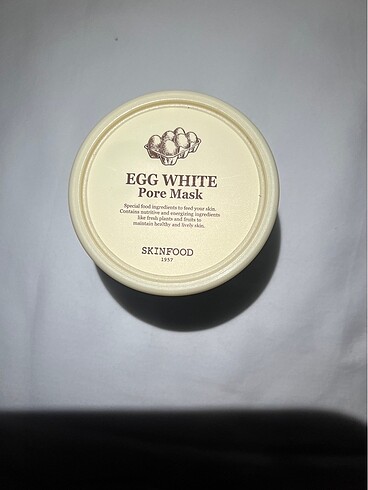 EGG WHITE
Pore Mask
Special food ingredients to feed your skin.
Contains nutritive and energizing ingredients
like fresh plants and fruits to
maintain healthy and lively skin.
SKINFOOD
1957